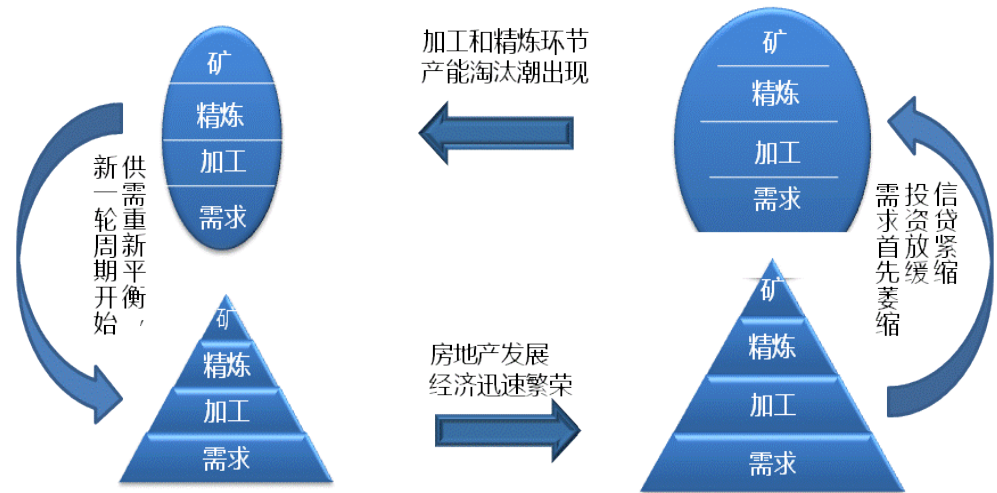 矿
精炼
加工
需求
加工和精炼环节
产能淘汰潮出现
矿
精炼
加工
需求
供需重新平衡，
新一轮周期开始
信贷紧缩
投资放缓
需求首先萎缩
矿
精炼
加工
需求
房地产发展
经济迅速繁荣
矿
精炼
加工
需求